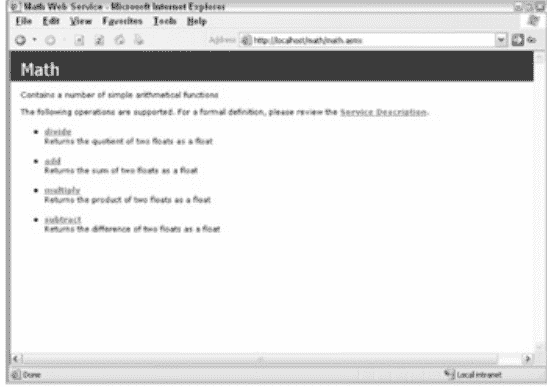 Math Web Service - Microsoft Internet Explorer
File Edit View Favorites Tools Help
Address http://localhost/math/math.asmx Go
Math
Contains a number of simple arithmetical functions
The following operations are supported. For a formal definition, please review the Service Description.
divide
Returns the quotient of two floats as a float
add
Returns the sum of two floats as a float
multiply
Returns the product of two floats as a float
subtract
Returns the difference of two floats as a float
Done
Local intranet